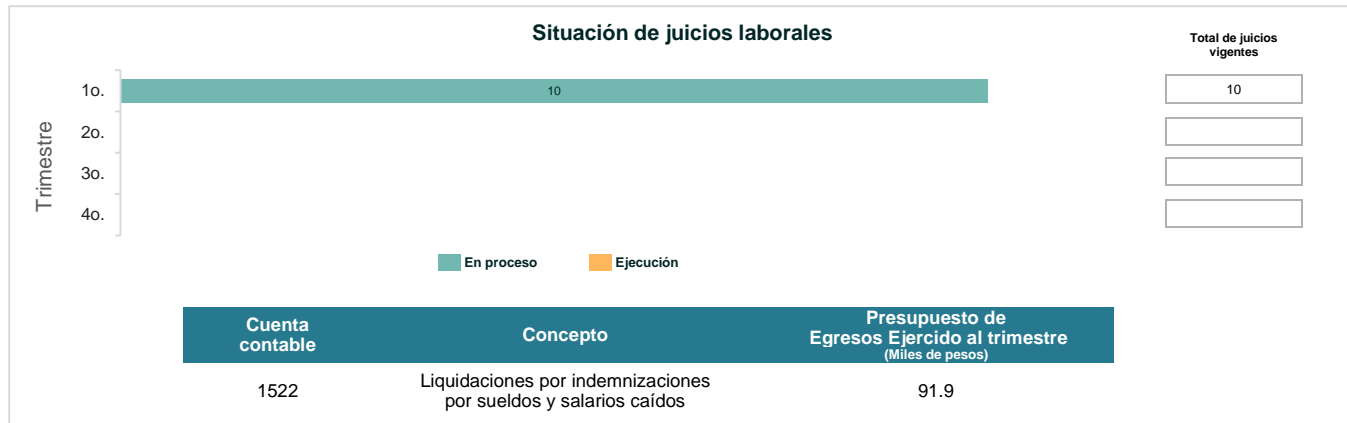 Situación de juicios laborales
Total de juicios
vigentes
Trimestre
1o.
10
10
2o.
3o.
4o.
En proceso
Ejecución
Cuenta
contable
Concepto
Presupuesto de
Egresos Ejercido al trimestre
(Miles de pesos)
1522
Liquidaciones por indemnizaciones
por sueldos y salarios caídos
91.9